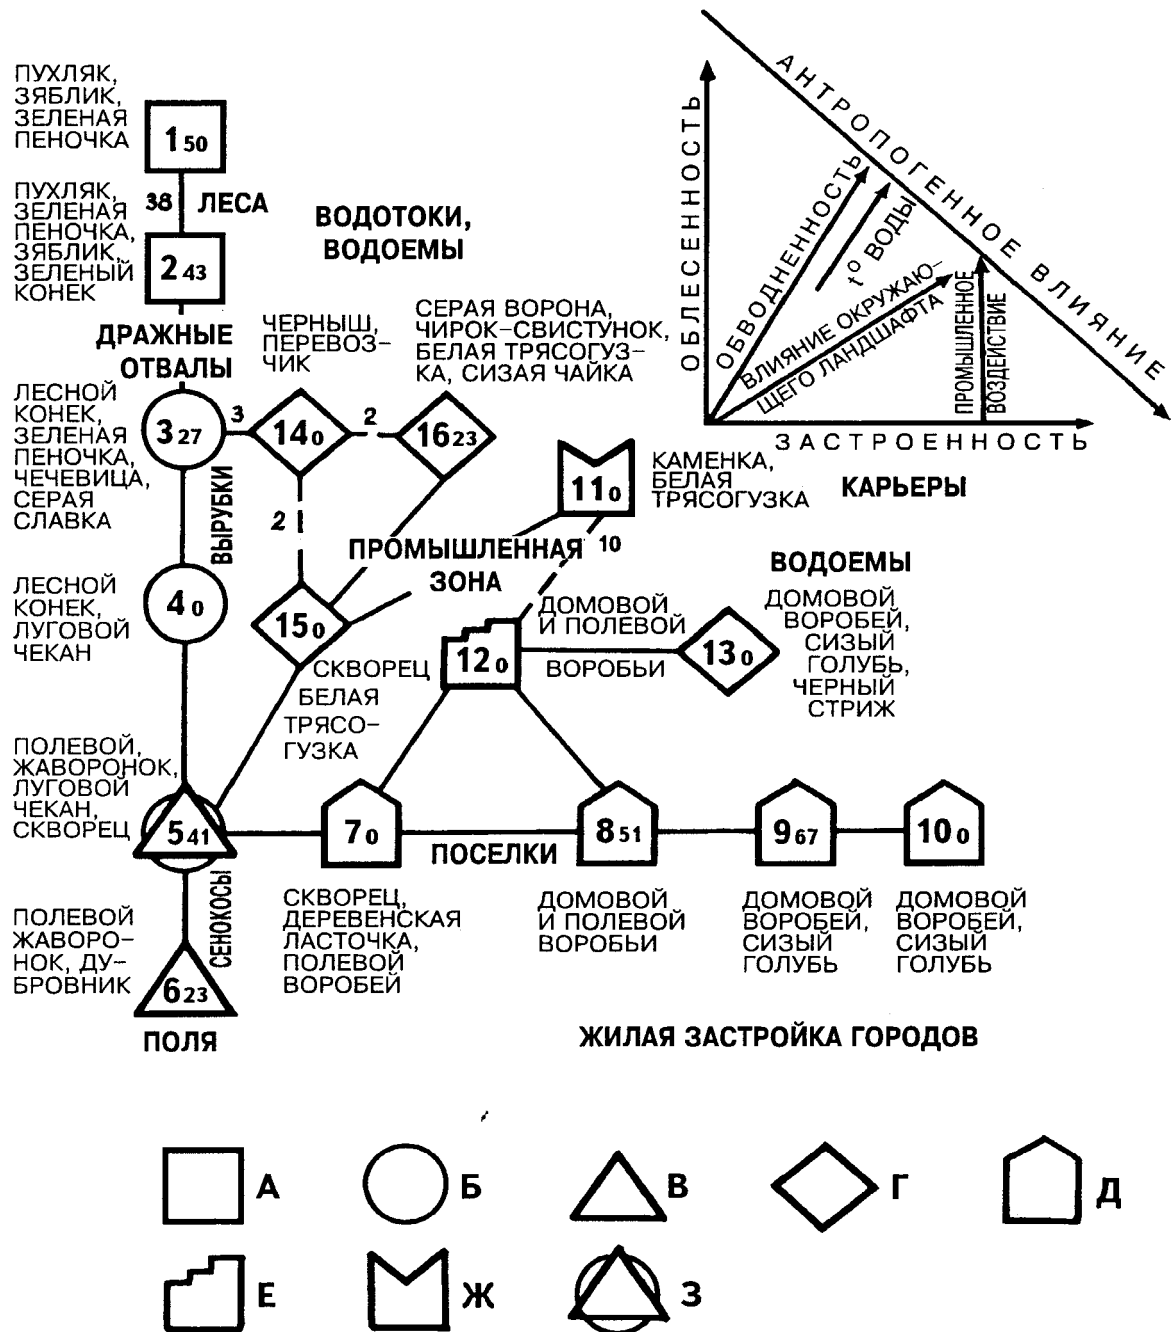 ПУХЛЯК,
ЗЯБЛИК,
ЗЕЛЕНАЯ
ПЕНОЧКА
1 50
38
ЛЕСА
ПУХЛЯК,
ЗЕЛЕНАЯ
ПЕНОЧКА,
ЗЯБЛИК,
ЗЕЛЕНЫЙ
КОНЕК
2 43
ВОДОТОКИ,
ВОДОЕМЫ
ДРАЖНЫЕ
ОТВАЛЫ
ЧЕРНЫШ,
ПЕРЕВОЗ-
ЧИК
СЕРАЯ ВОРОНА,
ЧИРОК-СВИСТУНОК,
БЕЛАЯ ТРЯСОГУЗ-
КА, СИЗАЯ ЧАЙКА
ОБЛЕСЕННОСТЬ
ОБВОДНЕННОСТЬ
t° ВОДЫ
АНТРОПОГЕННОЕ ВЛИЯНИЕ
ВЛИЯНИЕ ОКРУЖАЮ-
ЩЕГО ЛАНДШАФТА
ПРОМЫШЛЕННОЕ
ВОЗДЕЙСТВИЕ
ЗАСТРОЕННОСТЬ
ЛЕСНОЙ
КОНЕК,
ЗЕЛЕНАЯ
ПЕНОЧКА,
ЧЕЧЕВИЦА,
СЕРАЯ
СЛАВКА
3 27
3
14 0
2
16 23
2
ВЫРУБКИ
11 0
КАМЕНКА,
БЕЛАЯ
ТРЯСОГУЗКА
КАРЬЕРЫ
10
ПРОМЫШЛЕННАЯ
ЗОНА
ЛЕСНОЙ
КОНЕК,
ЛУГОВОЙ
ЧЕКАН
4 0
15 0
СКВОРЕЦ
БЕЛАЯ
ТРЯСО-
ГУЗКА
12 0
ДОМОВОЙ
И ПОЛЕВОЙ
ВОРОБЬИ
ВОДОЕМЫ
13 0
ДОМОВОЙ
ВОРОБЕЙ,
СИЗЫЙ
ГОЛУБЬ,
ЧЕРНЫЙ
СТРИЖ
ПОЛЕВОЙ,
ЖАВОРОНОК,
ЛУГОВОЙ
ЧЕКАН,
СКВОРЕЦ
5 41
7 0
ПОСЕЛКИ
8 51
9 67
10 0
СЕНОКОСЫ
ПОЛЕВОЙ
ЖАВОРО-
НОК, ДУ-
БРОВНИК
6 23
ПОЛЯ
СКВОРЕЦ,
ДЕРЕВЕНСКАЯ
ЛАСТОЧКА,
ПОЛЕВОЙ
ВОРОБЕЙ
ДОМОВОЙ
И ПОЛЕВОЙ
ВОРОБЬИ
ДОМОВОЙ
ВОРОБЕЙ,
СИЗЫЙ
ГОЛУБЬ
ДОМОВОЙ
ВОРОБЕЙ,
СИЗЫЙ
ГОЛУБЬ
ЖИЛАЯ ЗАСТРОЙКА ГОРОДОВ
А
Б
В
Г
Д
Е
Ж
З